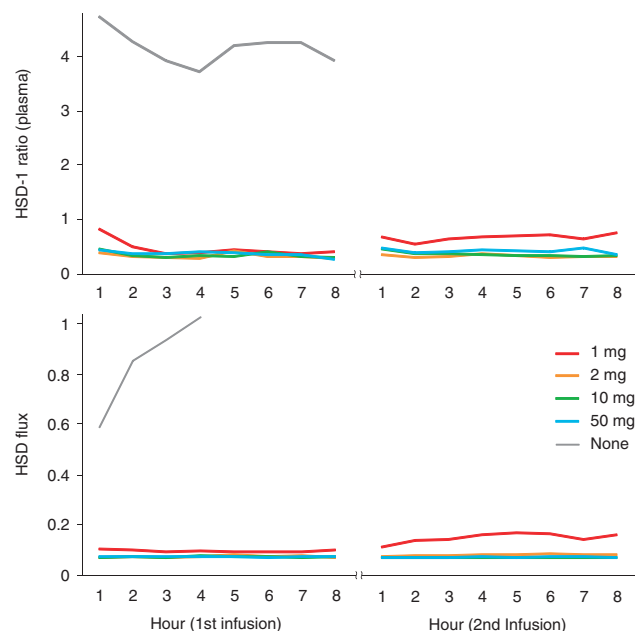 HSD-1 ratio (plasma)
4
3
2
1
0
1 2 3 4 5 6 7 8 1 2 3 4 5 6 7 8
HSD flux
1
0.8
0.6
0.4
0.2
0
1 mg
2 mg
10 mg
50 mg
None
1 2 3 4 5 6 7 8 1 2 3 4 5 6 7 8
Hour (1st infusion) Hour (2nd Infusion)